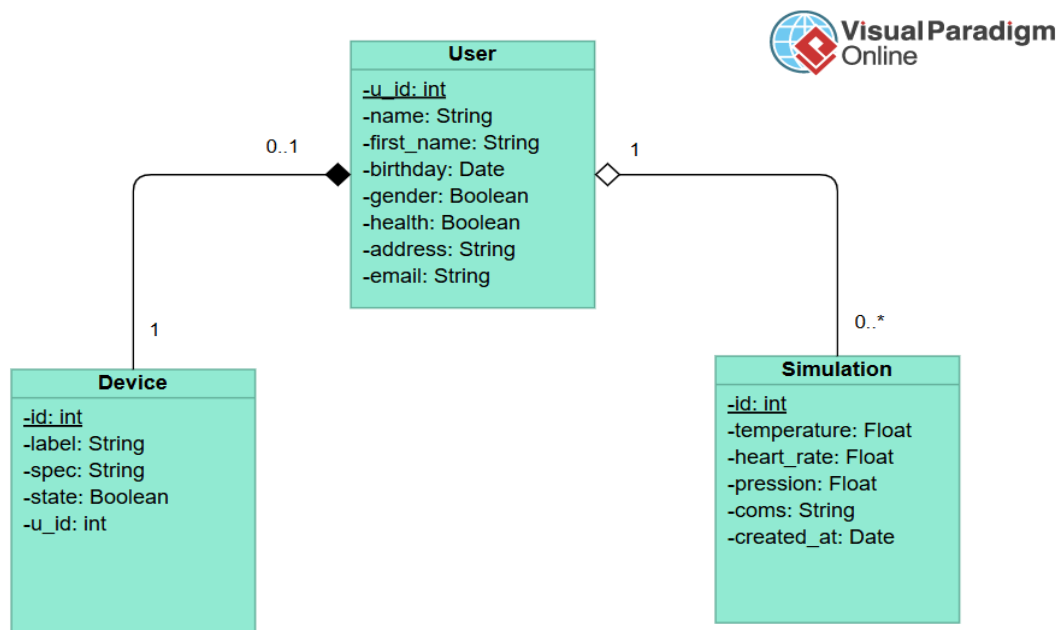 Visual Paradigm
Online
User
-u_id: int
-name: String
-first_name: String
-birthday: Date
-gender: Boolean
-health: Boolean
-address: String
-email: String
0..1
1
1
0..*
Device
-id: int
-label: String
-spec: String
-state: Boolean
-u_id: int
Simulation
-id: int
-temperature: Float
-heart_rate: Float
-pression: Float
-coms: String
-created_at: Date